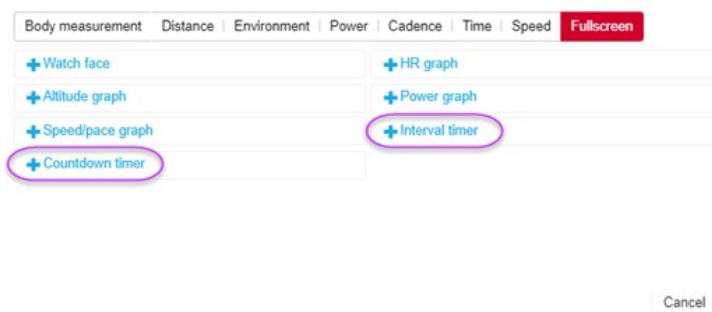 Body measurement Distance Environment Power Cadence Time Speed Fullscreen
Watch face HR graph
Altitude graph Power graph
Speed/pace graph Interval timer
Countdown timer
Cancel